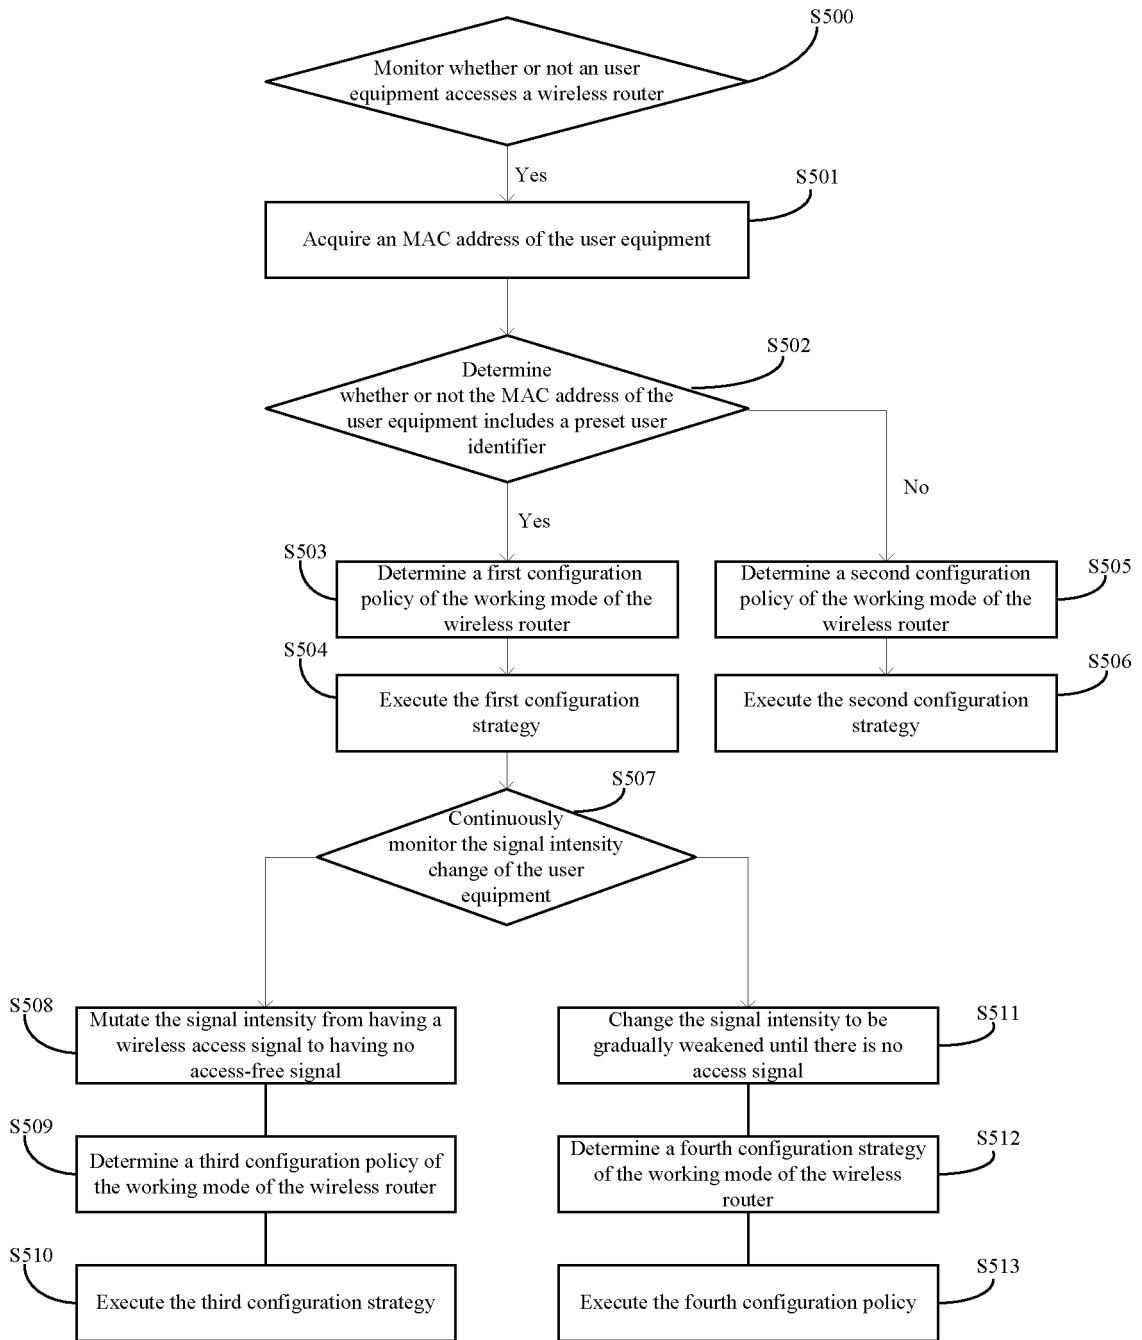 S500
Monitor whether or not an user
equipment accesses a wireless router
Yes
S501
Acquire an MAC address of the user equipment
S502
Determine
whether or not the MAC address of the
user equipment includes a preset user
identifier
No
Yes
S503
Determine a first configuration
policy of the working mode of the
wireless router
S505
Determine a second configuration
policy of the working mode of the
wireless router
S504
Execute the first configuration
strategy
S506
Execute the second configuration
strategy
S507
Continuously
monitor the signal intensity
change of the user
equipment
S508
Mutate the signal intensity from having a
wireless access signal to having no
access-free signal
S511
Change the signal intensity to be
gradually weakened until there is no
access signal
S509
Determine a third configuration policy of
the working mode of the wireless router
S512
Determine a fourth configuration strategy
of the working mode of the wireless
router
S510
Execute the third configuration strategy
S513
Execute the fourth configuration policy